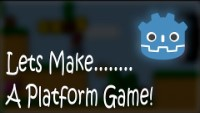 Lets Make........
A Platform Game!